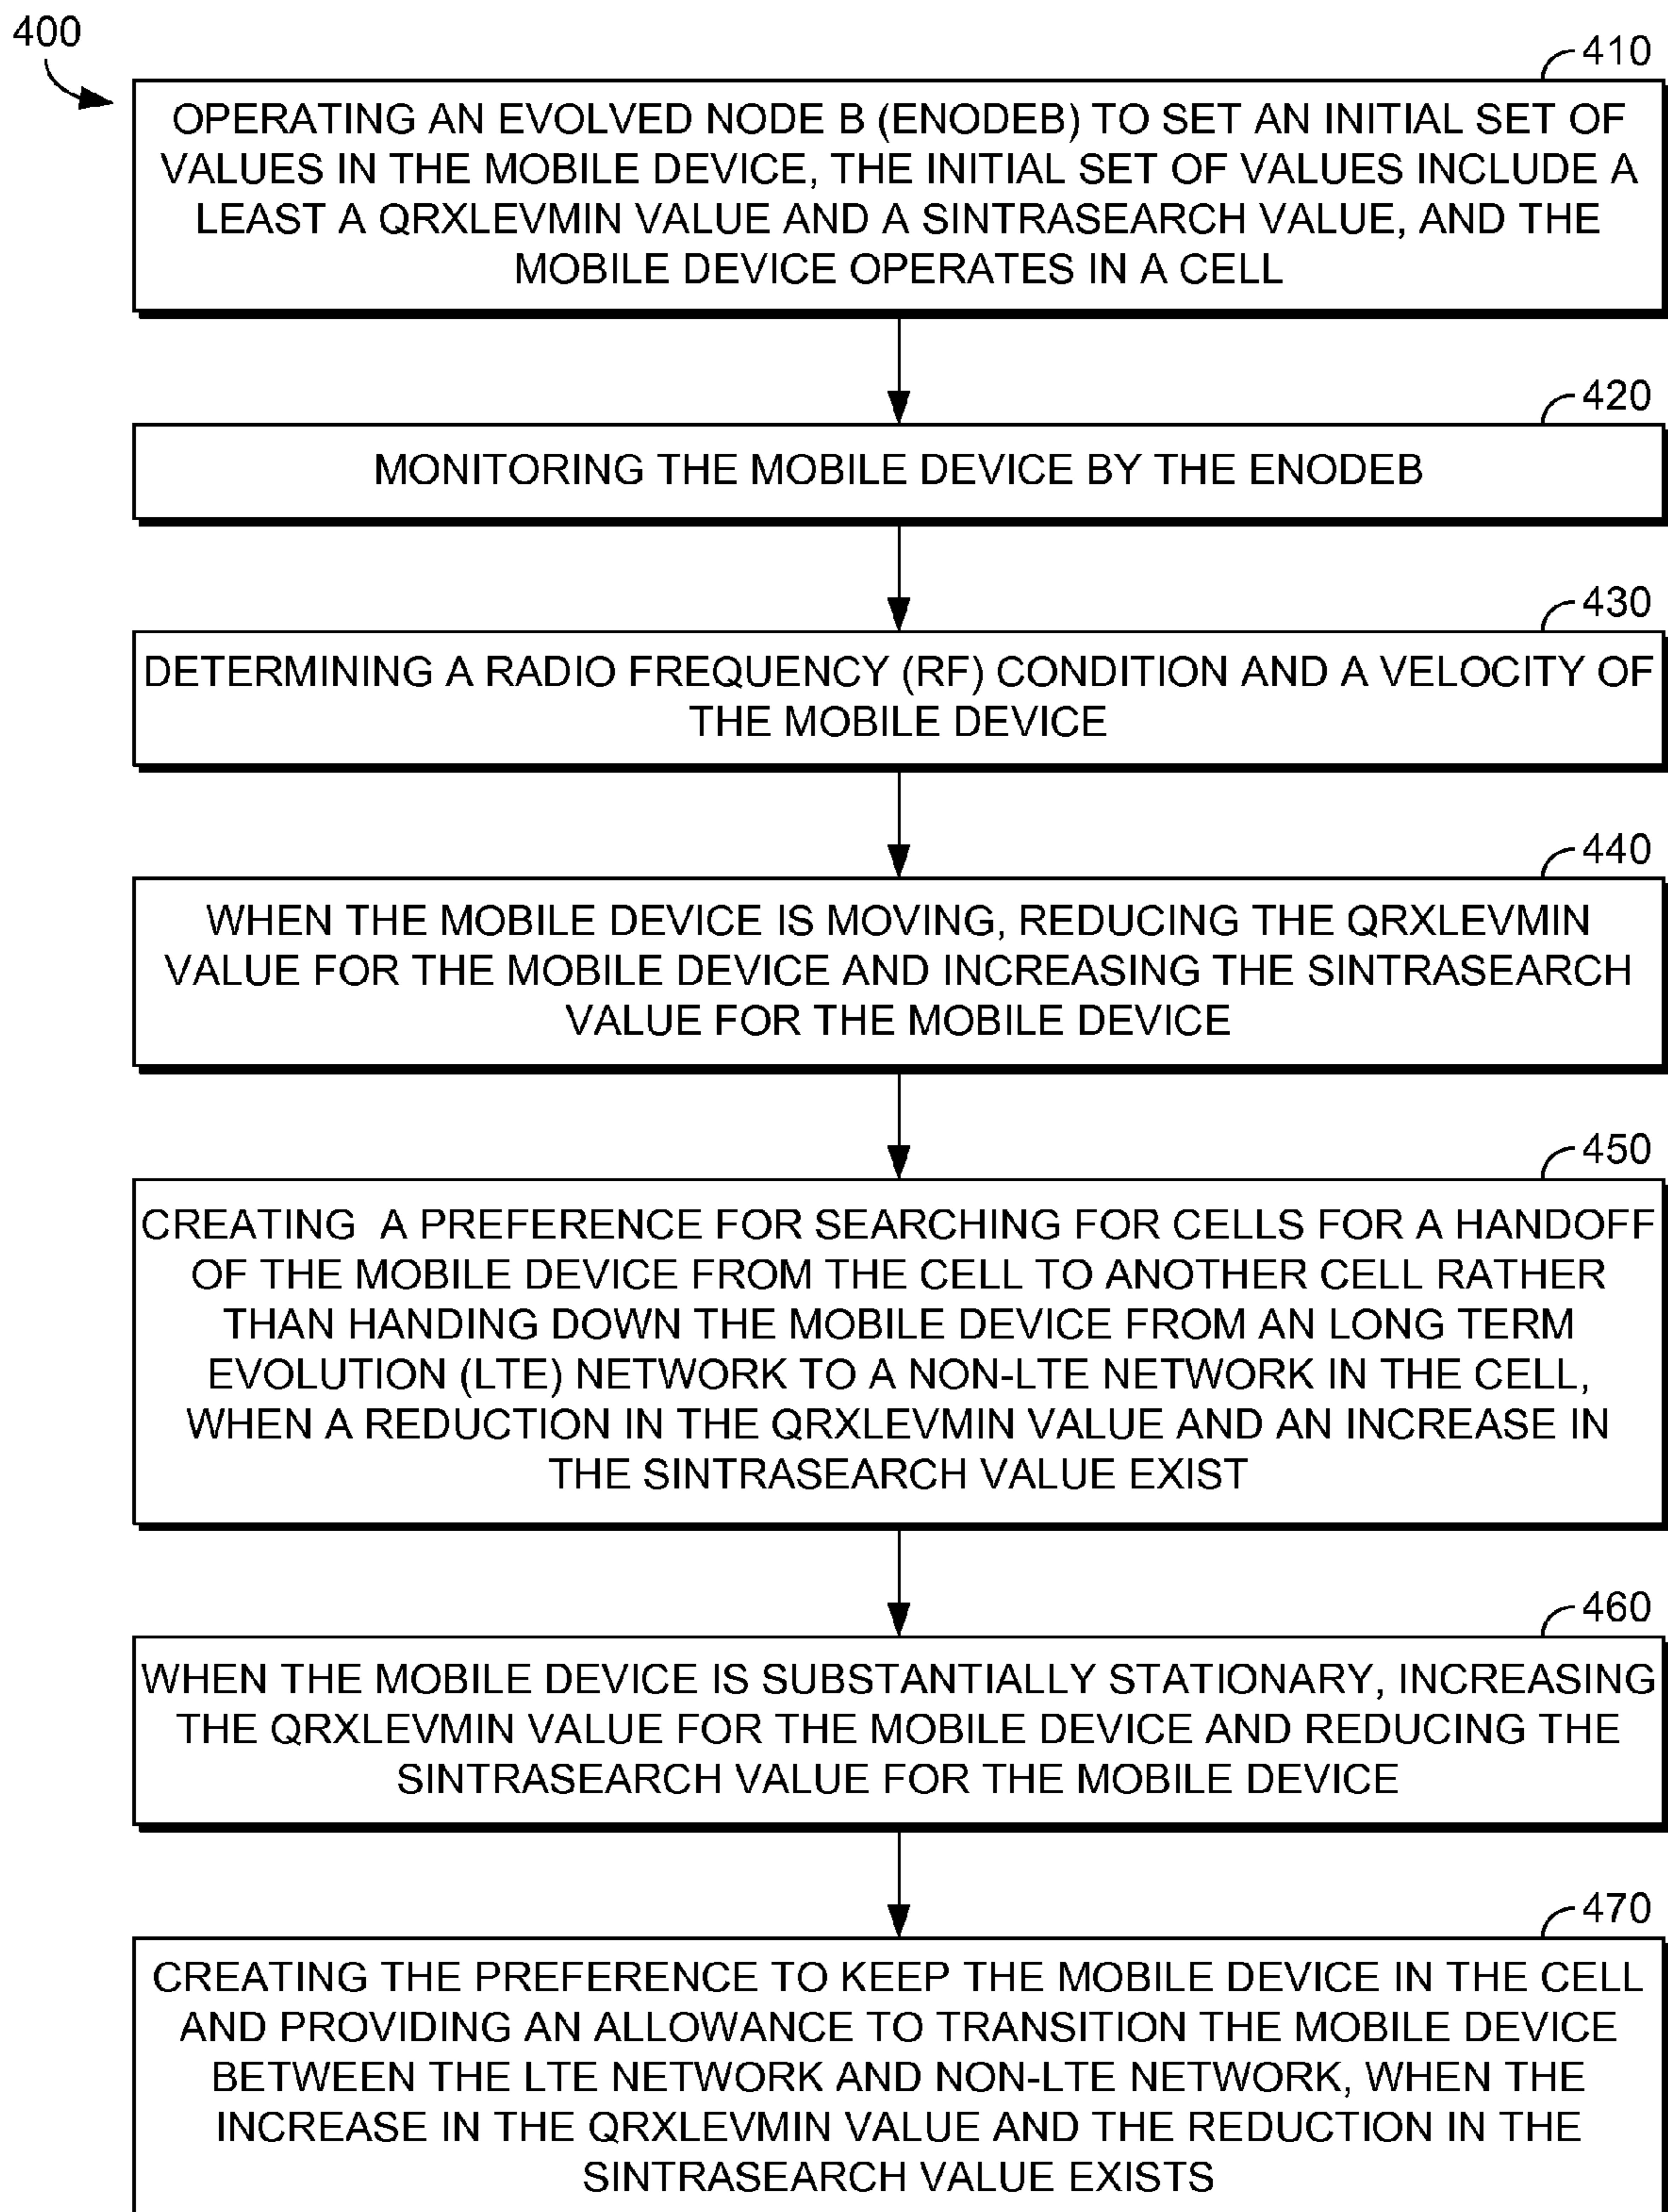 400
410
OPERATING AN EVOLVED NODE B (ENODEB) TO SET AN INITIAL SET OF
VALUES IN THE MOBILE DEVICE, THE INITIAL SET OF VALUES INCLUDE A
LEAST A QRXLEVMIN VALUE AND A SINTRASEARCH VALUE, AND THE
MOBILE DEVICE OPERATES IN A CELL
420
MONITORING THE MOBILE DEVICE BY THE ENODEB
430
DETERMINING A RADIO FREQUENCY (RF) CONDITION AND A VELOCITY OF
THE MOBILE DEVICE
440
WHEN THE MOBILE DEVICE IS MOVING, REDUCING THE QRXLEVMIN
VALUE FOR THE MOBILE DEVICE AND INCREASING THE SINTRASEARCH
VALUE FOR THE MOBILE DEVICE
450
CREATING A PREFERENCE FOR SEARCHING FOR CELLS FOR A HANDOFF
OF THE MOBILE DEVICE FROM THE CELL TO ANOTHER CELL RATHER
THAN HANDING DOWN THE MOBILE DEVICE FROM AN LONG TERM
EVOLUTION (LTE) NETWORK TO A NON-LTE NETWORK IN THE CELL,
WHEN A REDUCTION IN THE QRXLEVMIN VALUE AND AN INCREASE IN
THE SINTRASEARCH VALUE EXIST
460
WHEN THE MOBILE DEVICE IS SUBSTANTIALLY STATIONARY, INCREASING
THE QRXLEVMIN VALUE FOR THE MOBILE DEVICE AND REDUCING THE
SINTRASEARCH VALUE FOR THE MOBILE DEVICE
470
CREATING THE PREFERENCE TO KEEP THE MOBILE DEVICE IN THE CELL
AND PROVIDING AN ALLOWANCE TO TRANSITION THE MOBILE DEVICE
BETWEEN THE LTE NETWORK AND NON-LTE NETWORK, WHEN THE
INCREASE IN THE QRXLEVMIN VALUE AND THE REDUCTION IN THE
SINTRASEARCH VALUE EXISTS